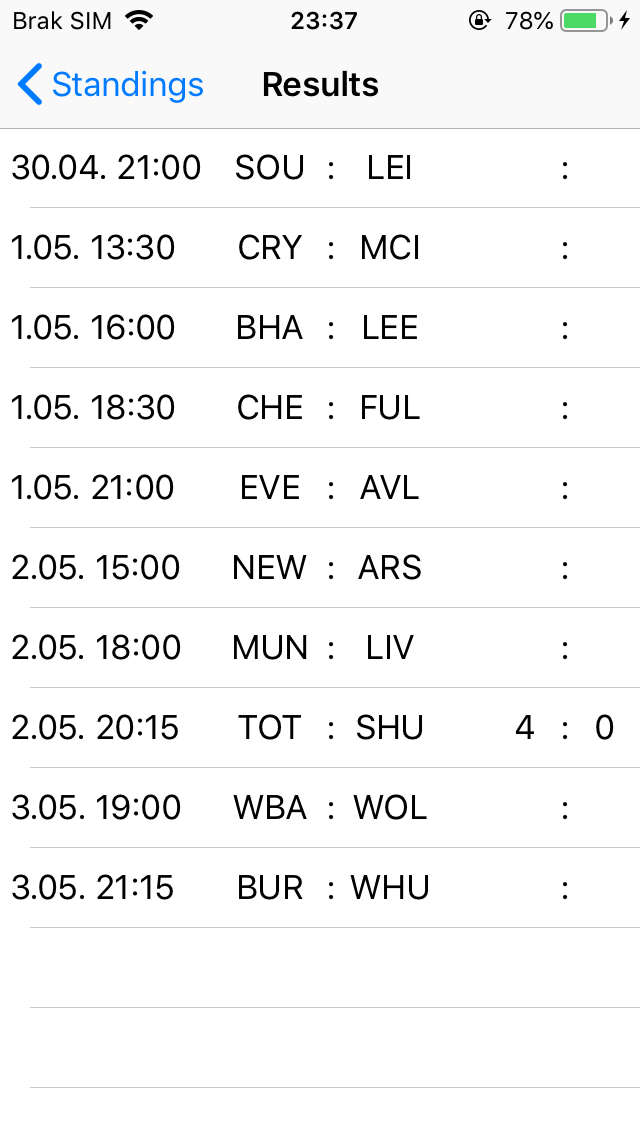 Brak SIM 23:37 78%
Standings Results
30.04. 21:00 SOU : LEI :
1.05. 13:30 CRY : MCI :
1.05. 16:00 BHA : LEE :
1.05. 18:30 CHE : FUL :
1.05. 21:00 EVE : AVL :
2.05. 15:00 NEW : ARS :
2.05. 18:00 MUN : LIV :
2.05. 20:15 TOT : SHU 4 : 0
3.05. 19:00 WBA : WOL :
3.05. 21:15 BUR : WHU :